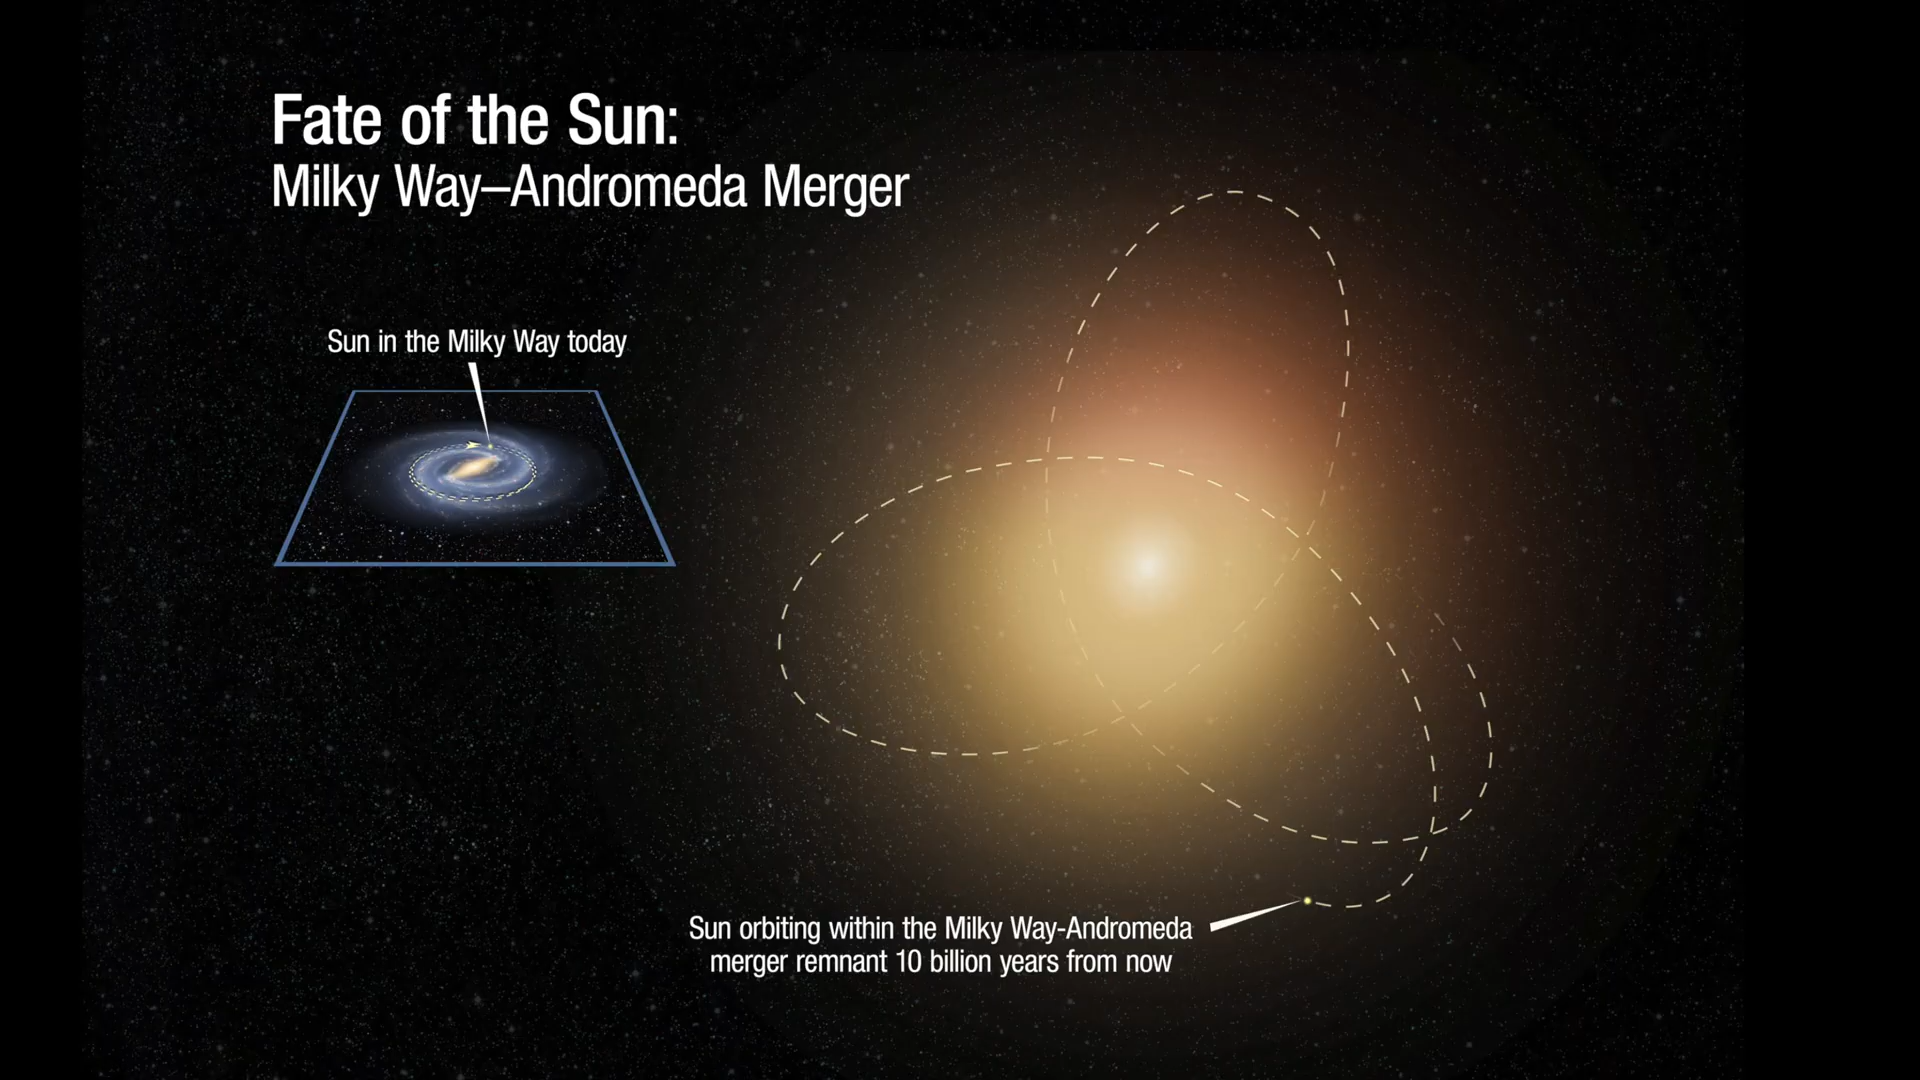 Fate of the Sun:
Milky Way–Andromeda Merger
Sun in the Milky Way today
Sun orbiting within the Milky Way-Andromeda
merger remnant 10 billion years from now